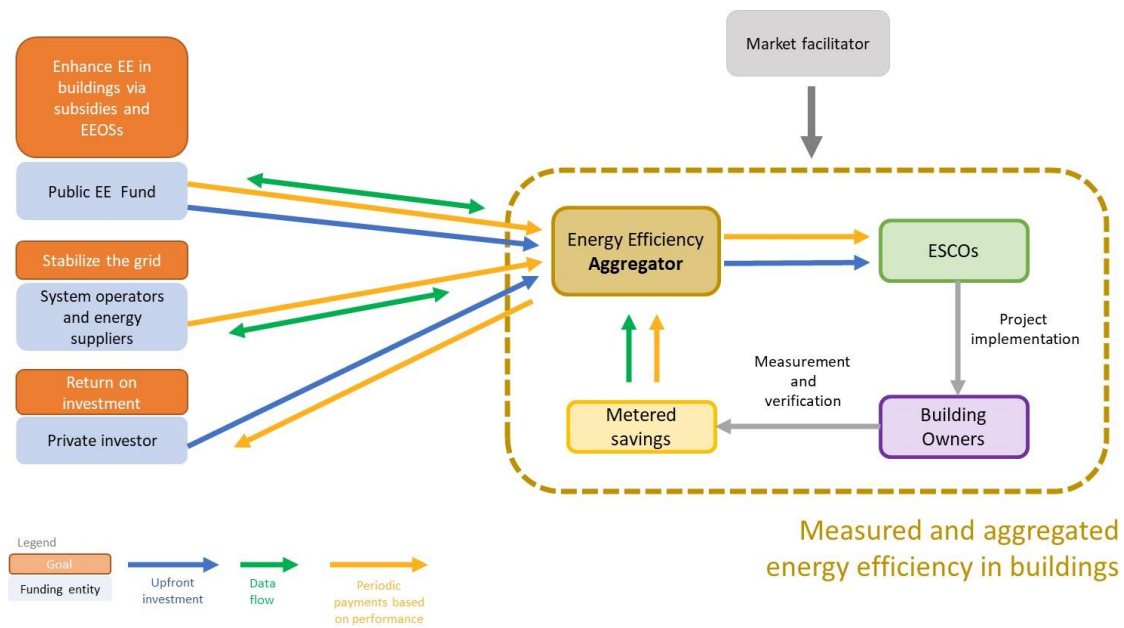 Market facilitator
Enhance EE in
buildings via
subsidies and
EEOSs
Public EE Fund
Stabilize the grid
System operators
and energy
suppliers
Return on
investment
Private investor
Energy Efficiency
Aggregator
ESCOs
Project
implementation
Measurement
and
verification
Metered
savings
Building
Owners
Measured and aggregated
energy efficiency in buildings
Legend
Goal
Funding entity
Upfront
investment
Data
flow
Periodic
payments based
on performance